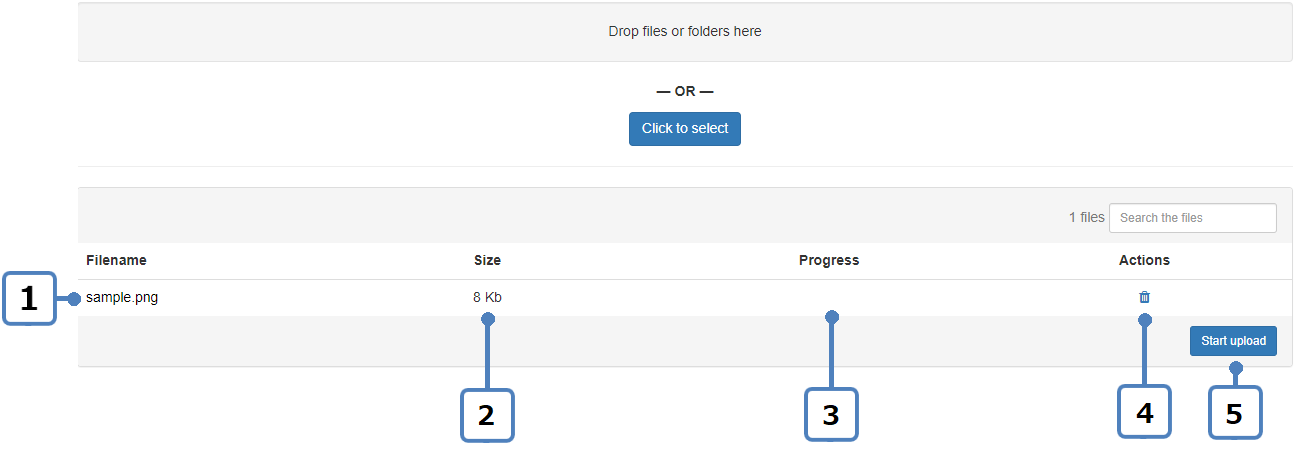 Drop files or folders here
— OR —
Click to select
1 files Search the files
Filename Size Progress Actions
1 sample.png 8 Kb
Start upload
2 3 4 5